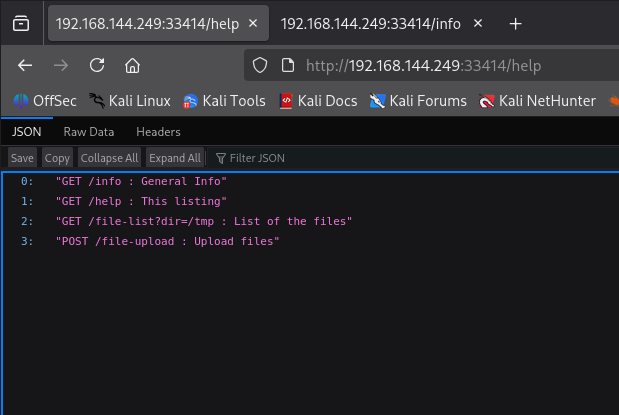 192.168.144.249:33414/help
192.168.144.249:33414/info
http://192.168.144.249:33414/help
OffSec Kali Linux Kali Tools Kali Docs Kali Forums Kali NetHunter
JSON Raw Data Headers
Save Copy Collapse All Expand All Filter JSON
0: "GET /info : General Info"
1: "GET /help : This listing"
2: "GET /file-list?dir=/tmp : List of the files"
3: "POST /file-upload : Upload files"